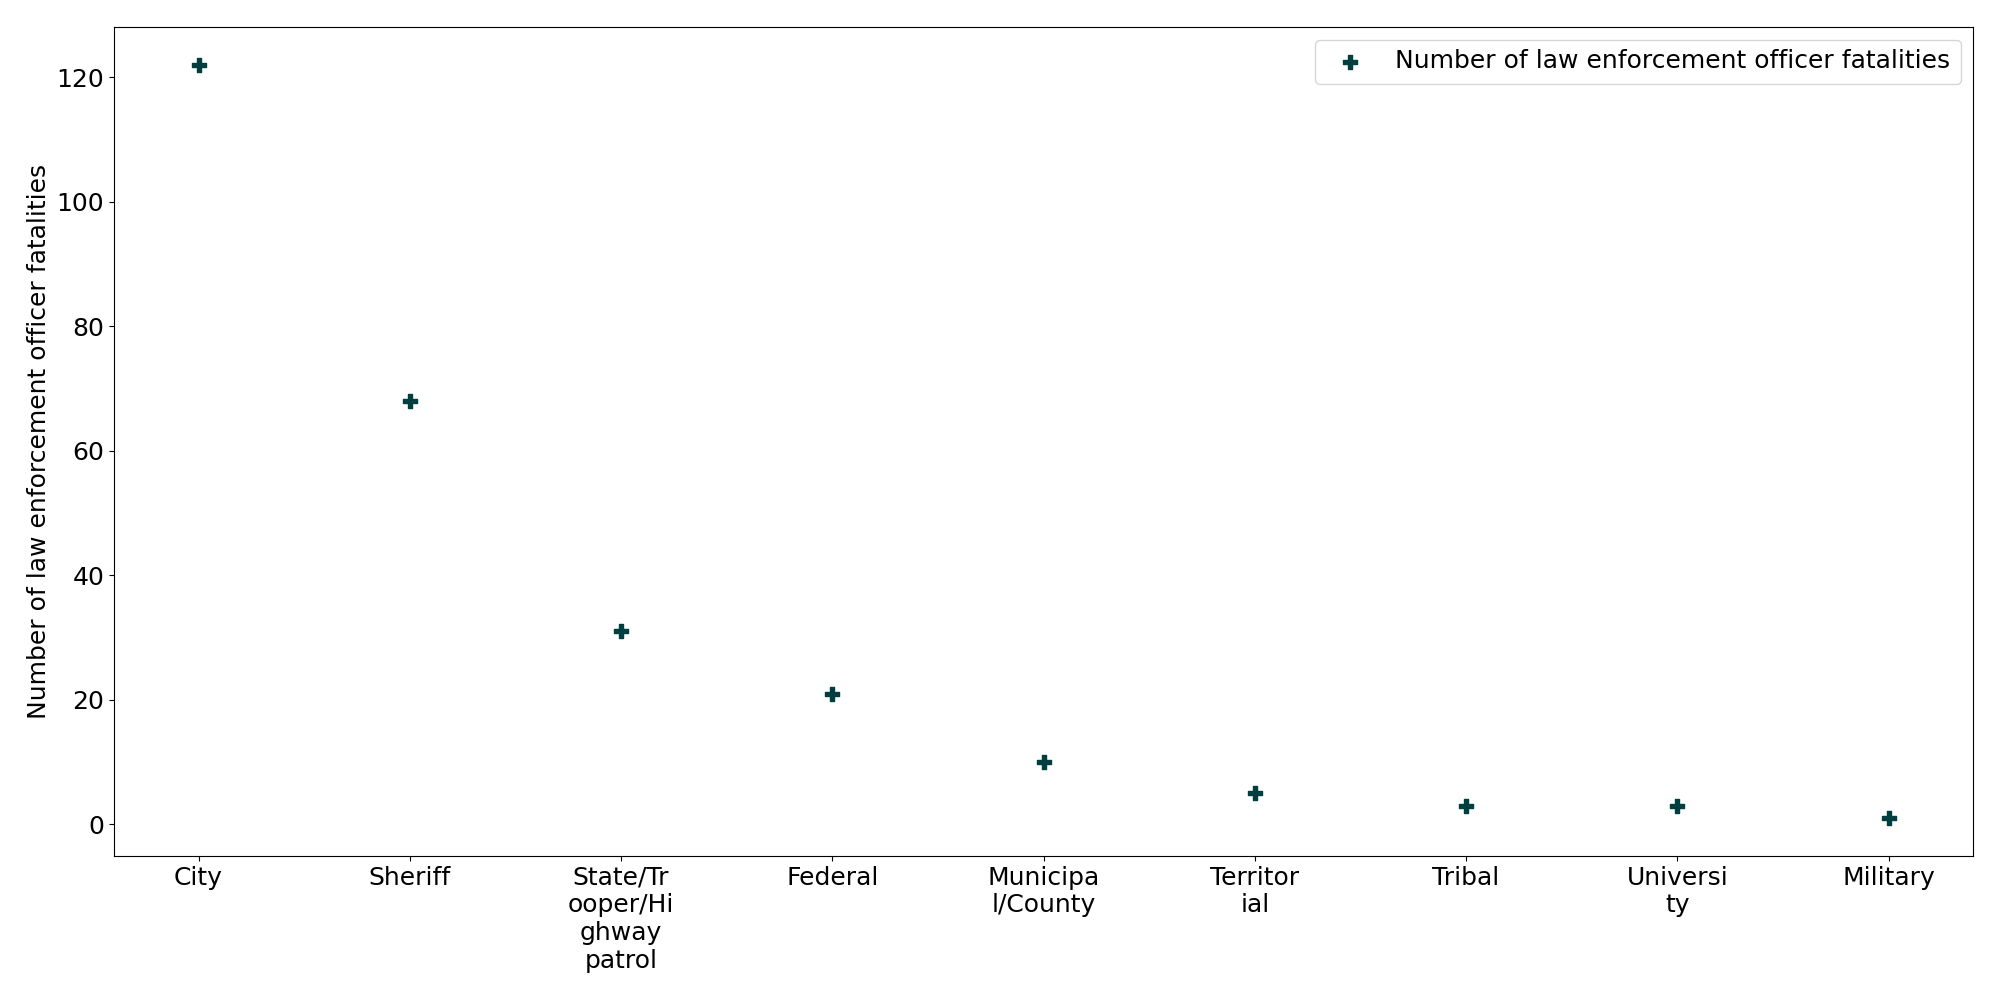 Number of law enforcement officer fatalities
Number of law enforcement officer fatalities
120
100
80
60
40
20
0
City
Sheriff
State/Tr
ooper/Hi
ghway
patrol
Federal
Municipa
l/County
Territor
ial
Tribal
Universi
ty
Military